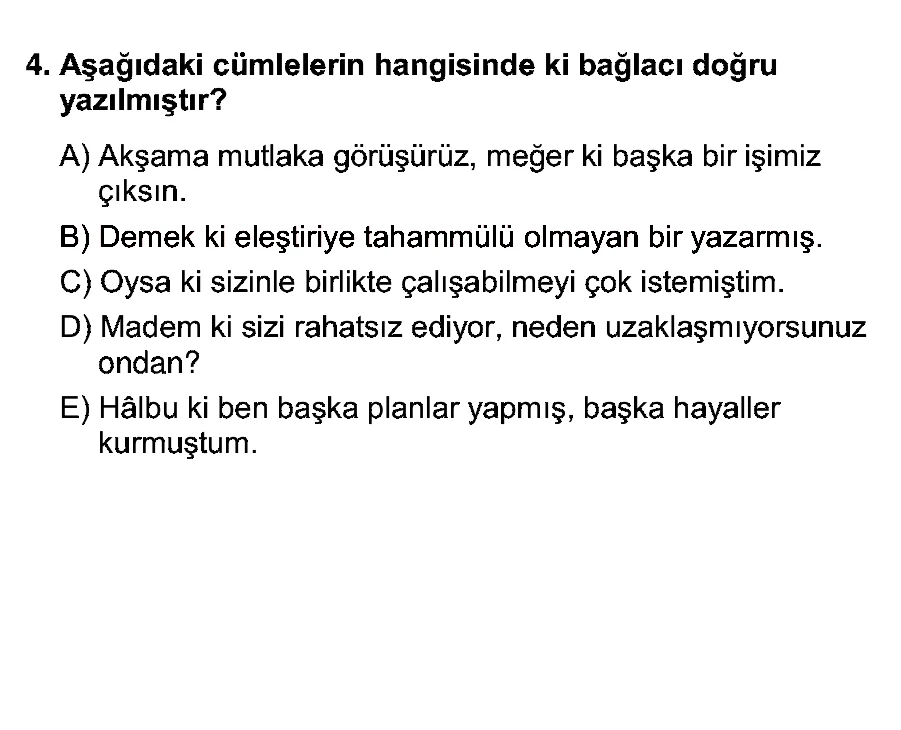 4. Aşağıdaki cümlelerin hangisinde ki bağlacı doğru
yazılmıştır?
A) Akşama mutlaka görüşürüz, meğer ki başka bir işimiz
çıksın.
B) Demek ki eleştiriye tahammülü olmayan bir yazarmış.
C) Oysa ki sizinle birlikte çalışabilmeyi çok istemiştim.
D) Madem ki sizi rahatsız ediyor, neden uzaklaşmıyorsunuz
ondan?
E) Hâlbu ki ben başka planlar yapmış, başka hayaller
kurmuştum.